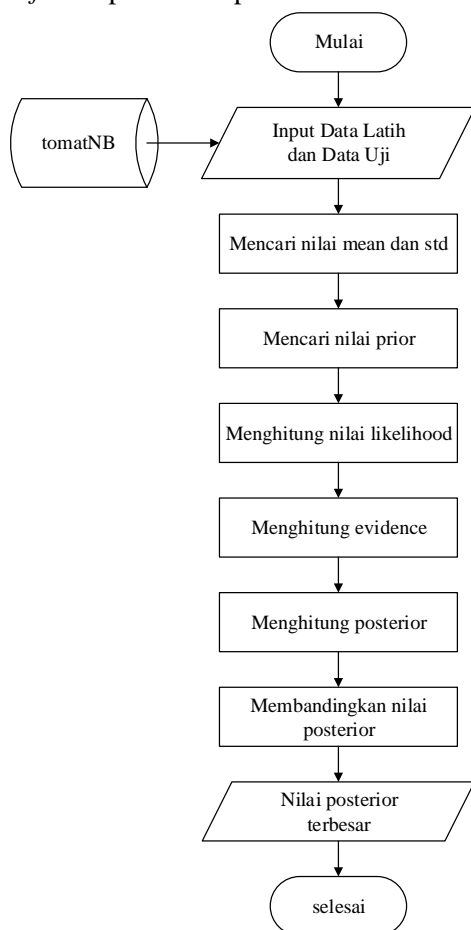 Mulai
tomatNB
Input Data Latih
dan Data Uji
Mencari nilai mean dan std
Mencari nilai prior
Menghitung nilai likelihood
Menghitung evidence
Menghitung posterior
Membandingkan nilai
posterior
Nilai posterior
terbesar
selesai